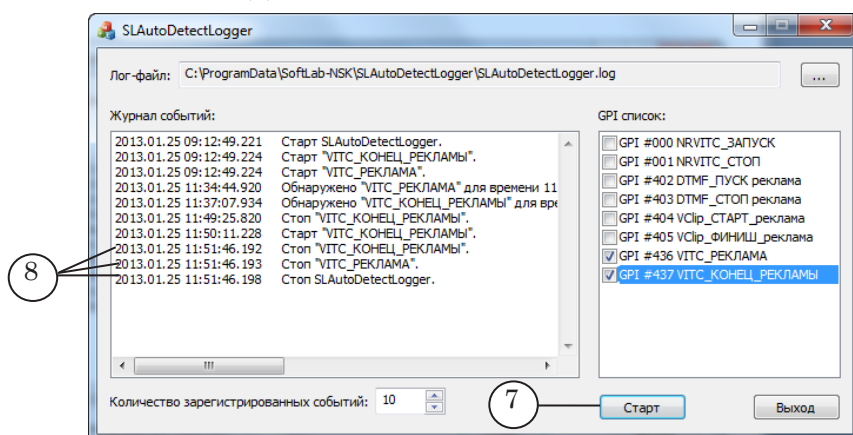 SLAutoDetectLogger
Лог-файл: C:\ProgramData\SoftLab-NSK\SLAutoDetectLogger\SLAutoDetectLogger.log ...
Журнал событий:
2013.01.25 09:12:49.221 Старт SLAutoDetectLogger.
2013.01.25 09:12:49.224 Старт "VITC_КОНЕЦ_РЕКЛАМЫ".
2013.01.25 09:12:49.224 Старт "VITC_РЕКЛАМА".
2013.01.25 11:34:44.920 Обнаружено "VITC_РЕКЛАМА" для времени 11
2013.01.25 11:37:07.934 Обнаружено "VITC_КОНЕЦ_РЕКЛАМЫ" для вре
2013.01.25 11:49:25.820 Стоп "VITC_КОНЕЦ_РЕКЛАМЫ".
2013.01.25 11:50:11.228 Старт "VITC_КОНЕЦ_РЕКЛАМЫ".
2013.01.25 11:51:46.192 Стоп "VITC_КОНЕЦ_РЕКЛАМЫ".
2013.01.25 11:51:46.193 Стоп "VITC_РЕКЛАМА".
2013.01.25 11:51:46.198 Стоп SLAutoDetectLogger.
8
GPI список:
GPI #000 NRVITC_ЗАПУСК
GPI #001 NRVITC_СТОП
GPI #402 DTMF_ПУСК реклама
GPI #403 DTMF_СТОП реклама
GPI #404 VClip_СТАРТ_реклама
GPI #405 VClip_ФИНИШ_реклама
GPI #436 VITC_РЕКЛАМА
GPI #437 VITC_КОНЕЦ_РЕКЛАМЫ
Количество зарегистрированных событий: 10
7
Старт
Выход